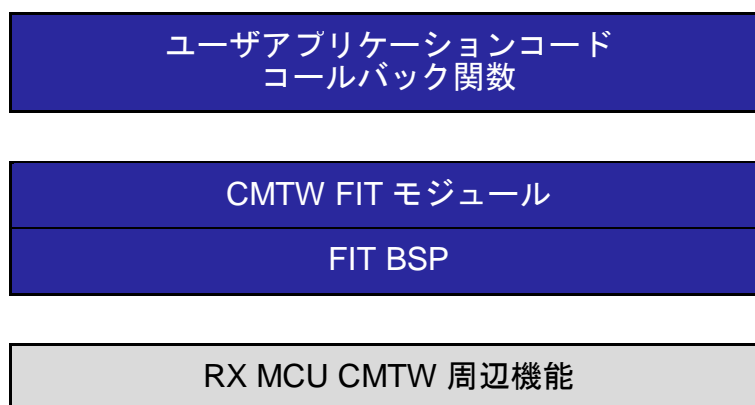 ユーザアプリケーションコード
コールバック関数
CMTW FIT モジュール
FIT BSP
RX MCU CMTW 周辺機能